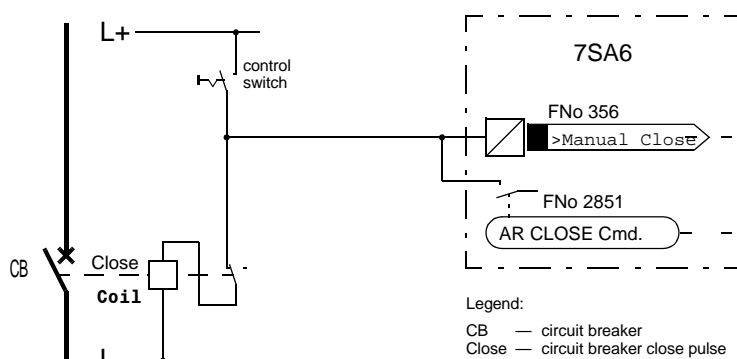 L+
7SA6
control
switch
FNo 356
>Manual Close
FNo 2851
AR CLOSE Cmd.
CB
Close
Coil
Legend:
CB — circuit breaker
Close — circuit breaker close pulse
L